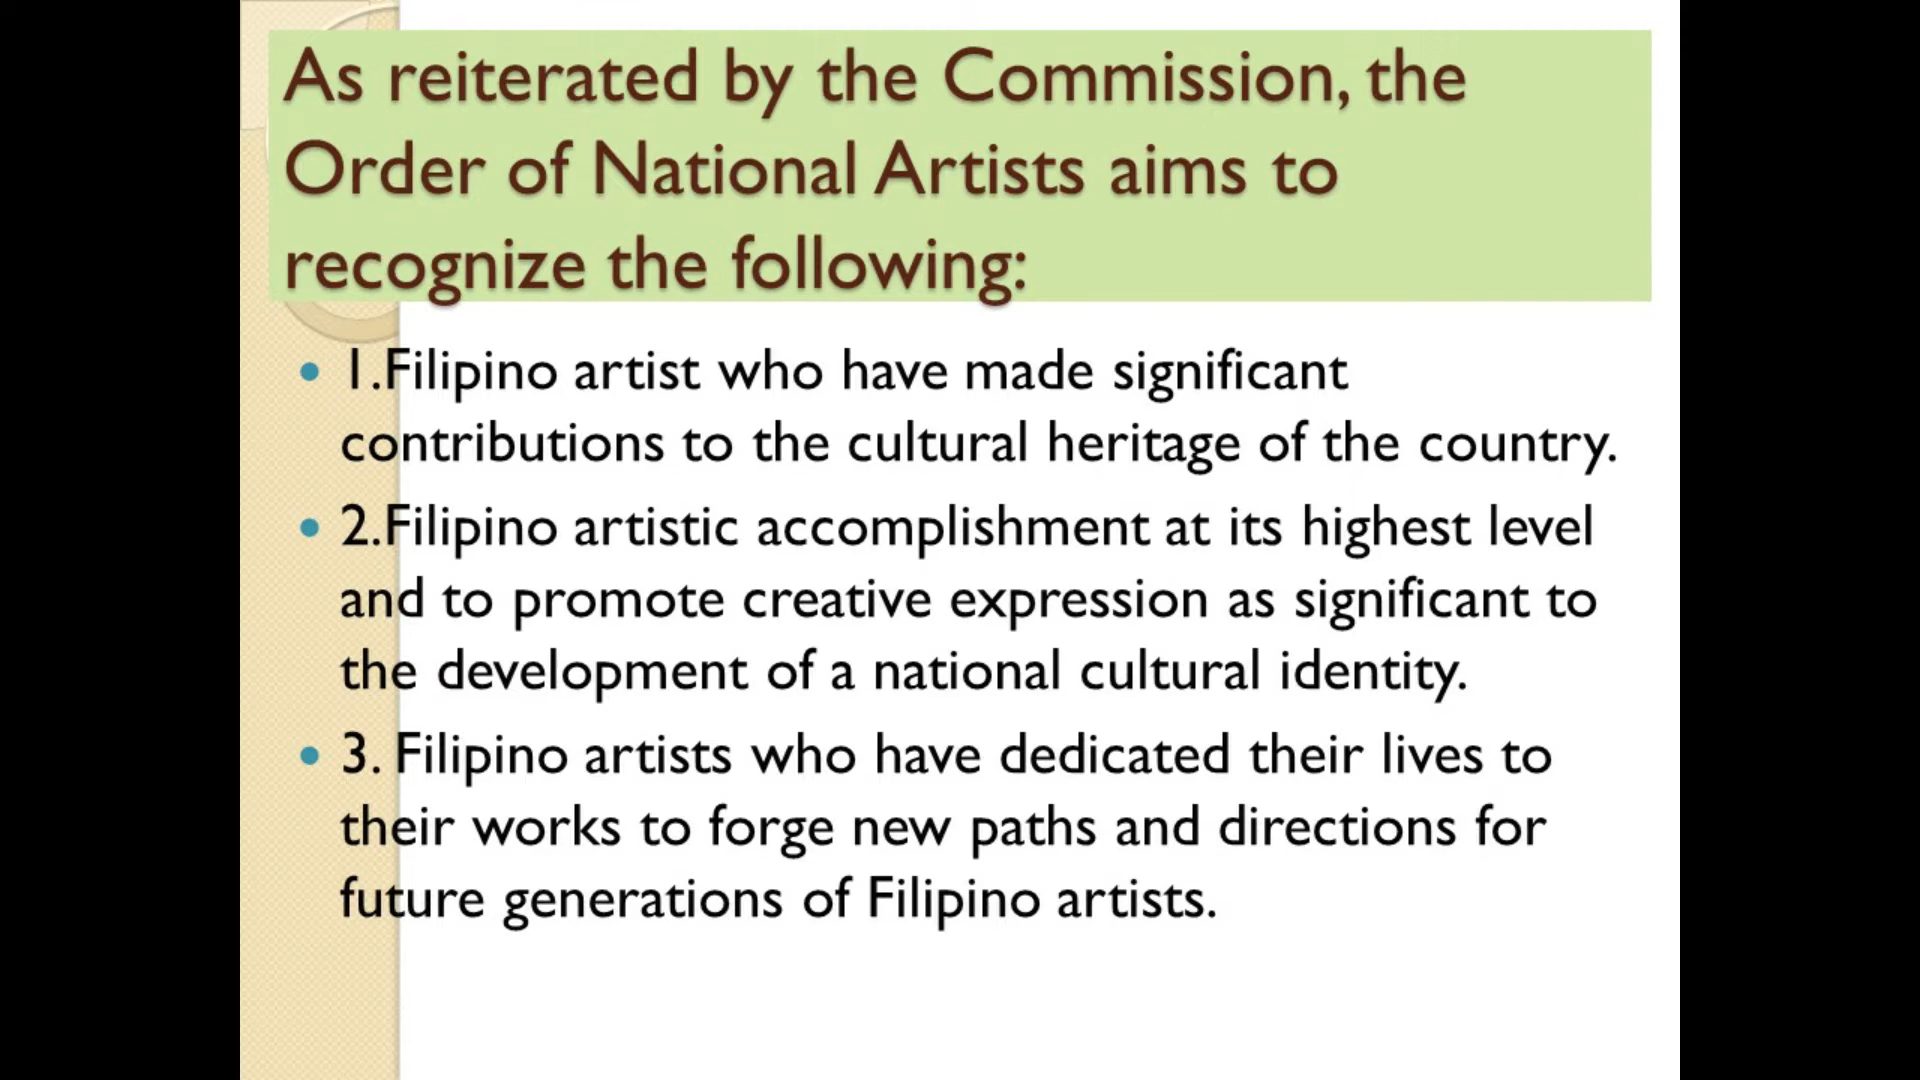 As reiterated by the Commission, the
Order of National Artists aims to
recognize the following:
• 1.Filipino artist who have made significant
contributions to the cultural heritage of the country.
• 2.Filipino artistic accomplishment at its highest level
and to promote creative expression as significant to
the development of a national cultural identity.
• 3. Filipino artists who have dedicated their lives to
their works to forge new paths and directions for
future generations of Filipino artists.